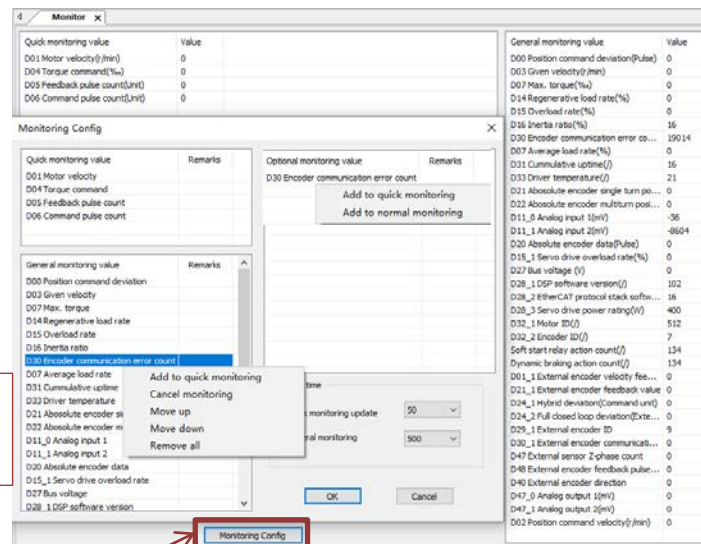 Monitor x
Quick monitoring value Value
D01 Motor velocity(r/min) 0
D04 Torque command(‰) 0
D05 Feedback pulse count(Unit) 0
D06 Command pulse count(Unit) 0
Monitoring Config
Quick monitoring value Remarks
D01 Motor velocity
D04 Torque command
D05 Feedback pulse count
D06 Command pulse count
General monitoring value Remarks
D00 Position command deviation
D03 Given velocity
D07 Max. torque
D14 Regenerative load rate
D15 Overload rate
D16 Inertia ratio
D30 Encoder communication error count
D07 Average load rate
D31 Cummulative uptime
D33 Driver temperature
D21 Abosolute encoder
D22 Abosolute encoder m
D11_0 Analog input 1
D11_1 Analog input 2
D20 Absolute encoder data
D15_1 Servo drive overload rate
D27 Bus voltage
D28_1 DSP software version
Add to quick monitoring
Cancel monitoring
Move up
Move down
Remove all
Optional monitoring value Remarks
D30 Encoder communication error count
Add to quick monitoring
Add to normal monitoring
time
monitoring update 50
monitoring 500
OK Cancel
Monitoring Config
General monitoring value Value
D00 Position command deviation(Pulse) 0
D03 Given velocity(r/min) 0
D07 Max. torque(‰) 0
D14 Regenerative load rate(%) 0
D15 Overload rate(%) 0
D16 Inertia ratio(%) 16
D30 Encoder communication error co... 19014
D07 Average load rate(%) 0
D31 Cummulative uptime(/) 16
D33 Driver temperature(/) 21
D21 Abosolute encoder single turn po... 0
D22 Abosolute encoder multiturn posi... 0
D11_0 Analog input 1(mV) -36
D11_1 Analog input 2(mV) -8604
D20 Absolute encoder data(Pulse) 0
D15_1 Servo drive overload rate(%) 0
D27 Bus voltage (V) 0
D28_1 DSP software version(/) 102
D28_2 EtherCAT protocol stack softw... 16
D28_3 Servo drive power rating(W) 400
D32_1 Motor ID(/) 512
D32_2 Encoder ID(/) 7
Soft start relay action count(/) 134
Dynamic braking action count(/) 134
D01_1 External encoder velocity fee... 0
D21_1 External encoder feedback value 0
D24_1 Hybrid deviation(Command unit) 0
D24_2 Full closed loop deviation(Exte... 0
D29_1 External encoder ID 9
D30_1 External encoder communicati... 0
D47 External sensor Z-phase count 0
D48 External encoder feedback pulse... 0
D40 External encoder direction 0
D47_0 Analog output 1(mV) 0
D47_1 Analog output 2(mV) 0
D02 Position command velocity(r/min) 0